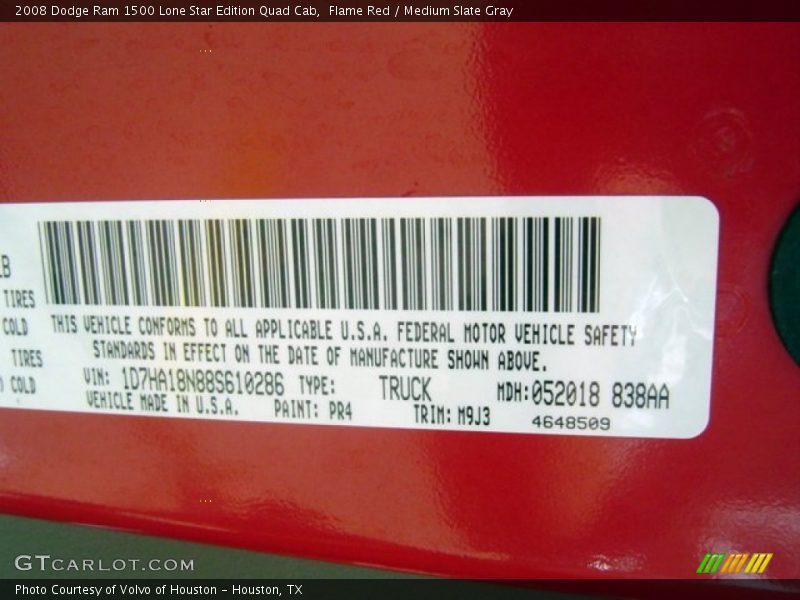 2008 Dodge Ram 1500 Lone Star Edition Quad Cab, Flame Red / Medium Slate Gray
LB
TIRES
COLD
TIRES
COLD
THIS VEHICLE CONFORMS TO ALL APPLICABLE U.S.A. FEDERAL MOTOR VEHICLE SAFETY
STANDARDS IN EFFECT ON THE DATE OF MANUFACTURE SHOWN ABOVE.
VIN: 1D7HA18N88S610286 TYPE: TRUCK MDH:052018 838AA
VEHICLE MADE IN U.S.A. PAINT: PR4 TRIM: M9J3 4648509
GTCARLOT.COM
Photo Courtesy of Volvo of Houston - Houston, TX